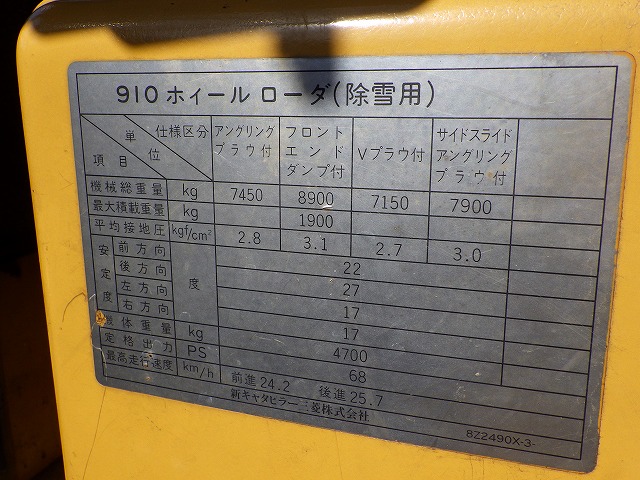 910 ホイール ローダ(除雪用)
項目 単位 仕様区分 アングリングプラウ付 フロントエンドダンプ付 Vプラウ付 サイドスライドアングリングプラウ付
機械総重量 kg 7450 8900 7150 7900
最大積載重量 kg 1900
平均接地圧 kgf/cm² 2.8 3.1 2.7 3.0
安定度 前方向 度 22
後方向 27
左方向 17
右方向 17
機体重量 kg 4700
定格出力 PS 68
最高走行速度 km/h 前進24.2 後進25.7
新キャタピラー三菱株式会社
8Z2490X-3-